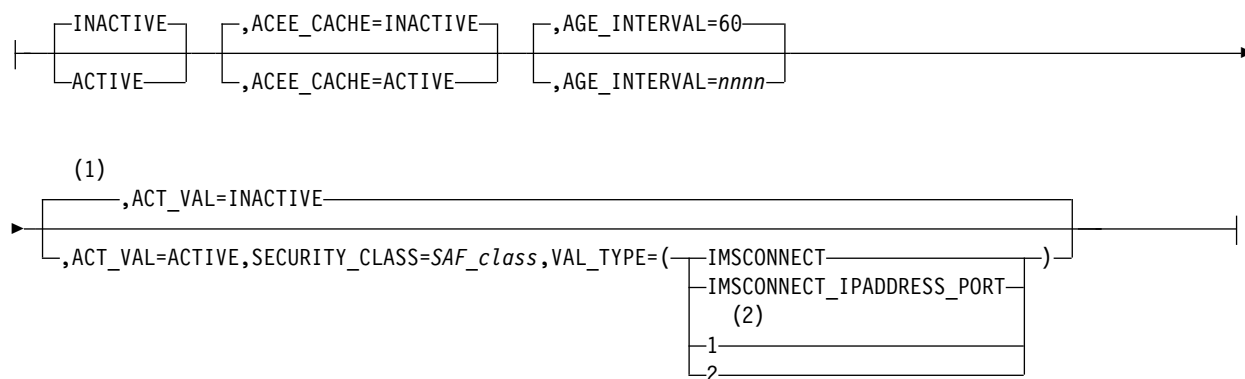 INACTIVE ,ACEE_CACHE=INACTIVE ,AGE_INTERVAL=60
ACTIVE ,ACEE_CACHE=ACTIVE ,AGE_INTERVAL=nnnn
(1)
,ACT_VAL=INACTIVE
,ACT_VAL=ACTIVE,SECURITY_CLASS=SAF_class,VAL_TYPE=( IMSCONNECT )
IMSCONNECT_IPADDRESS_PORT
(2)
1
2